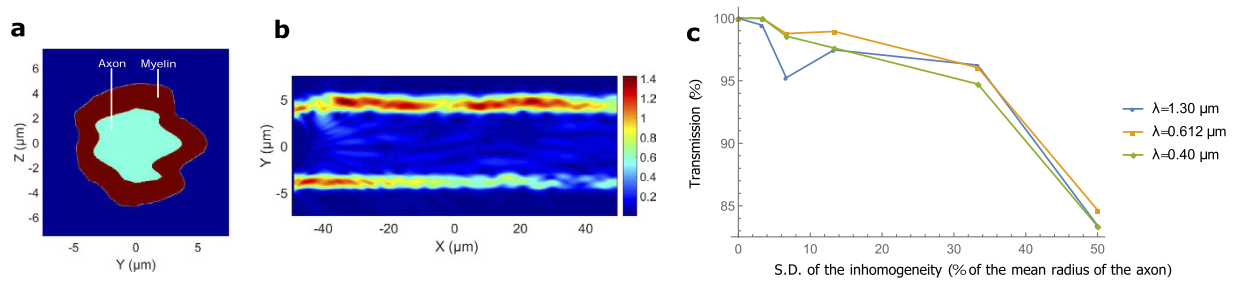 a
Axon Myelin
6
4
2
0
-2
-4
-6
Z (μm)
-5 0 5
Y (μm)
b
5
0
-5
Y (μm)
-40 -20 0 20 40
X (μm)
1.4
1.2
1
0.8
0.6
0.4
0.2
c
100
95
90
85
Transmission (%)
0 10 20 30 40 50
S.D. of the inhomogeneity (% of the mean radius of the axon)
λ=1.30 μm
λ=0.612 μm
λ=0.40 μm